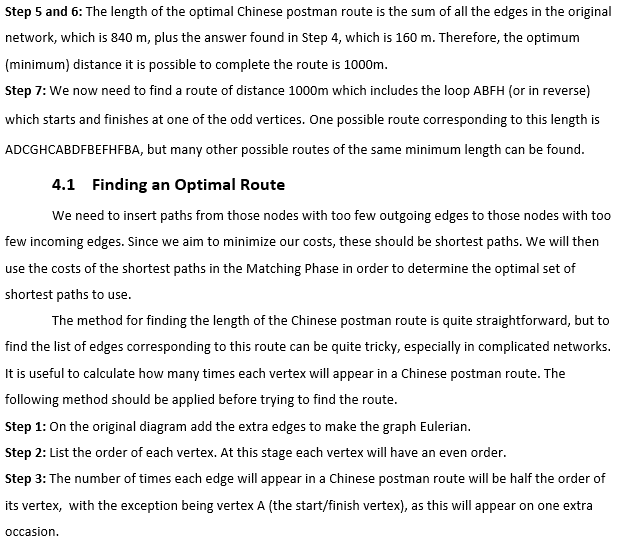 Step 5 and 6: The length of the optimal Chinese postman route is the sum of all the edges in the original
network, which is 840 m, plus the answer found in Step 4, which is 160 m. Therefore, the optimum
(minimum) distance it is possible to complete the route is 1000m.
Step 7: We now need to find a route of distance 1000m which includes the loop ABFH (or in reverse)
which starts and finishes at one of the odd vertices. One possible route corresponding to this length is
ADCGHCABDFBEFHFBA, but many other possible routes of the same minimum length can be found.
4.1 Finding an Optimal Route
We need to insert paths from those nodes with too few outgoing edges to those nodes with too
few incoming edges. Since we aim to minimize our costs, these should be shortest paths. We will then
use the costs of the shortest paths in the Matching Phase in order to determine the optimal set of
shortest paths to use.
The method for finding the length of the Chinese postman route is quite straightforward, but to
find the list of edges corresponding to this route can be quite tricky, especially in complicated networks.
It is useful to calculate how many times each vertex will appear in a Chinese postman route. The
following method should be applied before trying to find the route.
Step 1: On the original diagram add the extra edges to make the graph Eulerian.
Step 2: List the order of each vertex. At this stage each vertex will have an even order.
Step 3: The number of times each edge will appear in a Chinese postman route will be half the order of
its vertex, with the exception being vertex A (the start/finish vertex), as this will appear on one extra
occasion.